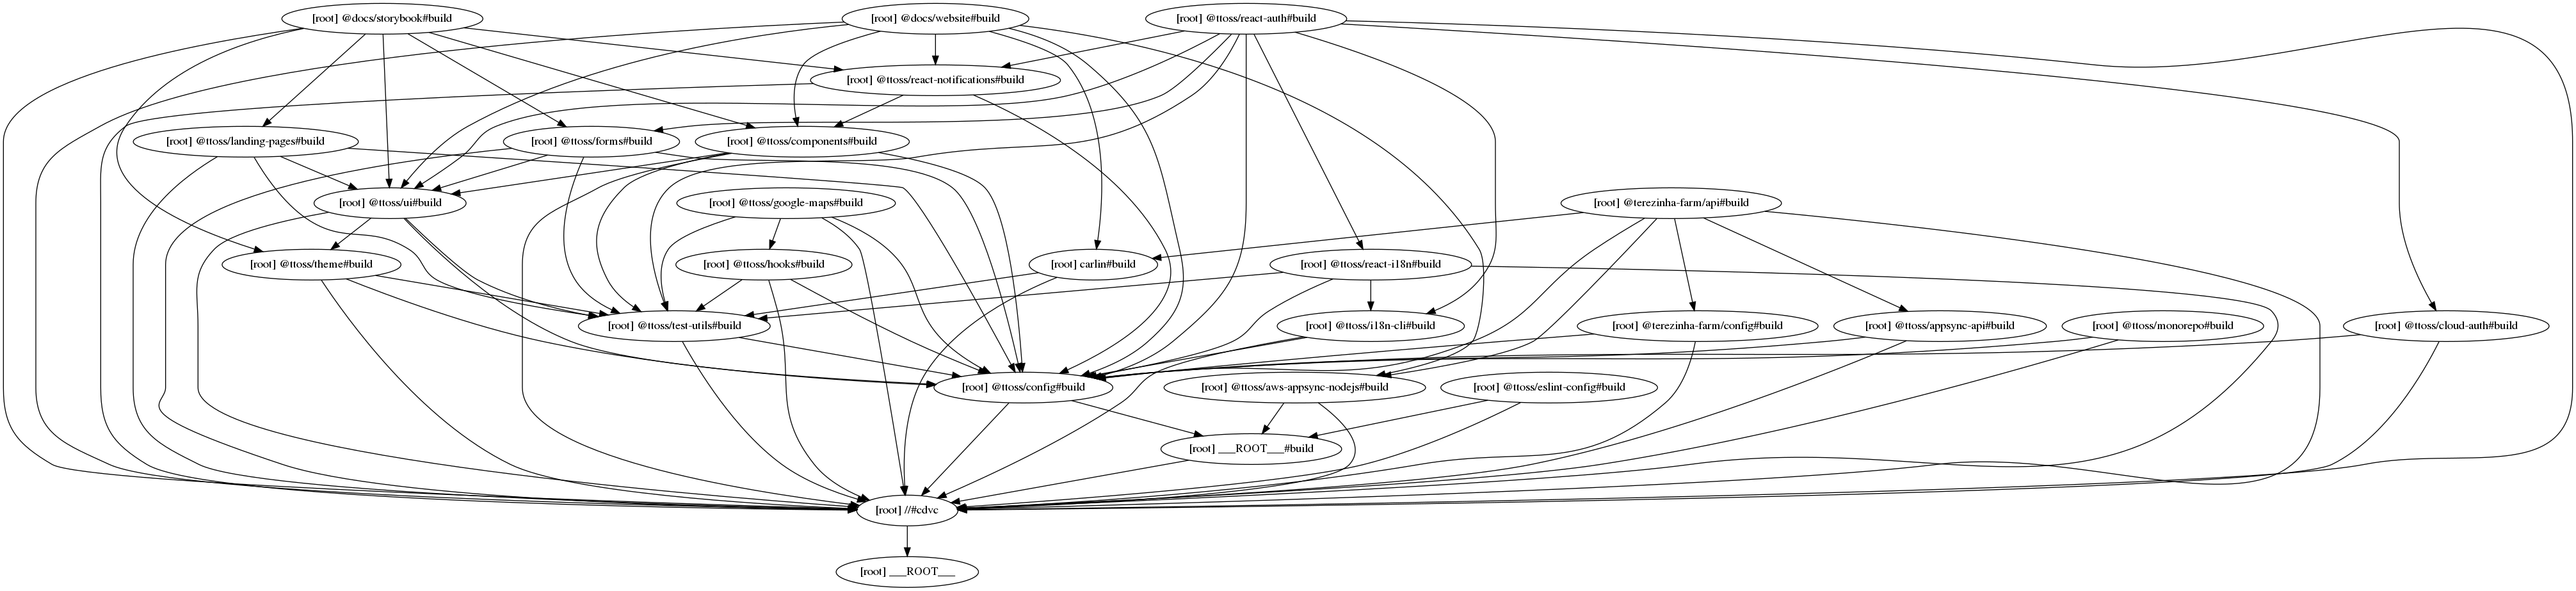 [root] @docs/storybook#build
[root] @docs/website#build
[root] @ttoss/react-auth#build
[root] @ttoss/react-notifications#build
[root] @ttoss/landing-pages#build
[root] @ttoss/forms#build
[root] @ttoss/components#build
[root] @ttoss/ui#build
[root] @ttoss/google-maps#build
[root] @terezinha-farm/api#build
[root] @ttoss/theme#build
[root] @ttoss/hooks#build
[root] carlin#build
[root] @ttoss/react-i18n#build
[root] @ttoss/test-utils#build
[root] @ttoss/i18n-cli#build
[root] @terezinha-farm/config#build
[root] @ttoss/appsync-api#build
[root] @ttoss/monorepo#build
[root] @ttoss/cloud-auth#build
[root] @ttoss/config#build
[root] @ttoss/aws-appsync-nodejs#build
[root] @ttoss/eslint-config#build
[root] ___ROOT___#build
[root] //#cdvc
[root] ___ROOT___